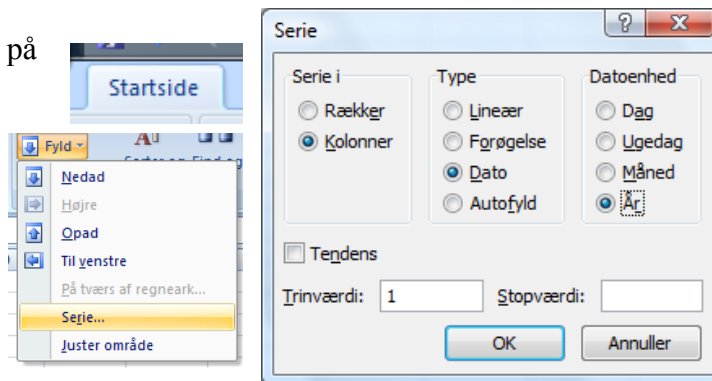 på
Startside
Fyld
Nedad
Højre
Opad
Til venstre
På tværs af regneark...
Serie...
Juster område
Serie
Serie i
Type
Datoenhed
Rækker
Lineær
Dag
Kolonner
Forøgelse
Ugedag
Dato
Måned
Autofyld
År
Tendens
Trinværdi: 1
Stopværdi:
OK
Annuller